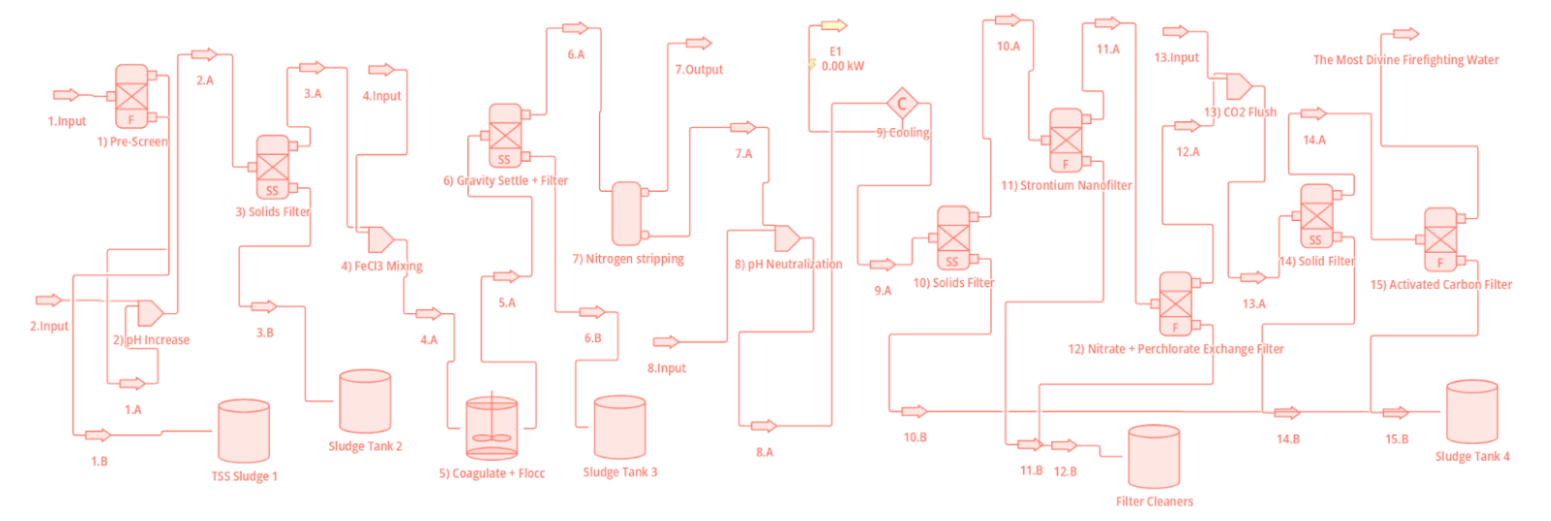 1.Input
F
1) Pre-Screen
2.A
SS
3) Solids Filter
3.A
4.Input
4) FeCl3 Mixing
2.Input
2) pH Increase
1.A
1.B
TSS Sludge 1
3.B
Sludge Tank 2
4.A
5) Coagulate + Flocc
5.A
SS
6) Gravity Settle + Filter
6.A
6.B
Sludge Tank 3
7.Output
7) Nitrogen stripping
7.A
8.Input
8) pH Neutralization
8.A
E1
0.00 kW
C
9) Cooling
9.A
SS
10) Solids Filter
10.A
10.B
F
11) Strontium Nanofilter
11.A
11.B
12.B
Filter Cleaners
F
12) Nitrate + Perchlorate Exchange Filter
12.A
13.Input
13) CO2 Flush
13.A
SS
14) Solid Filter
14.A
14.B
The Most Divine Firefighting Water
F
15) Activated Carbon Filter
15.B
Sludge Tank 4